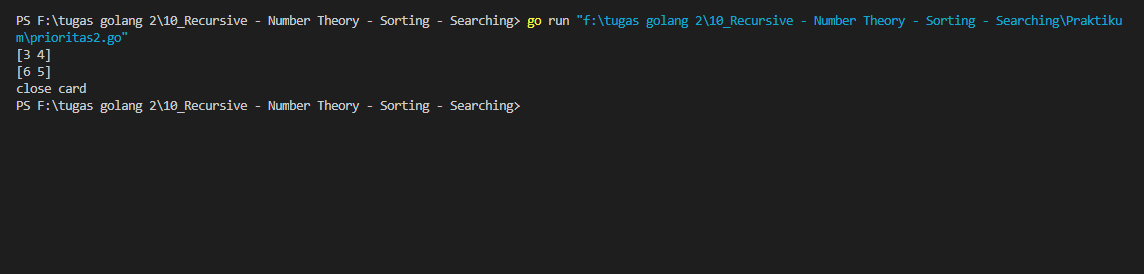 PS F:\tugas golang 2\10_Recursive - Number Theory - Sorting - Searching> go run "f:\tugas golang 2\10_Recursive - Number Theory - Sorting - Searching\Praktiku
m\prioritas2.go"
[3 4]
[6 5]
close card
PS F:\tugas golang 2\10_Recursive - Number Theory - Sorting - Searching>